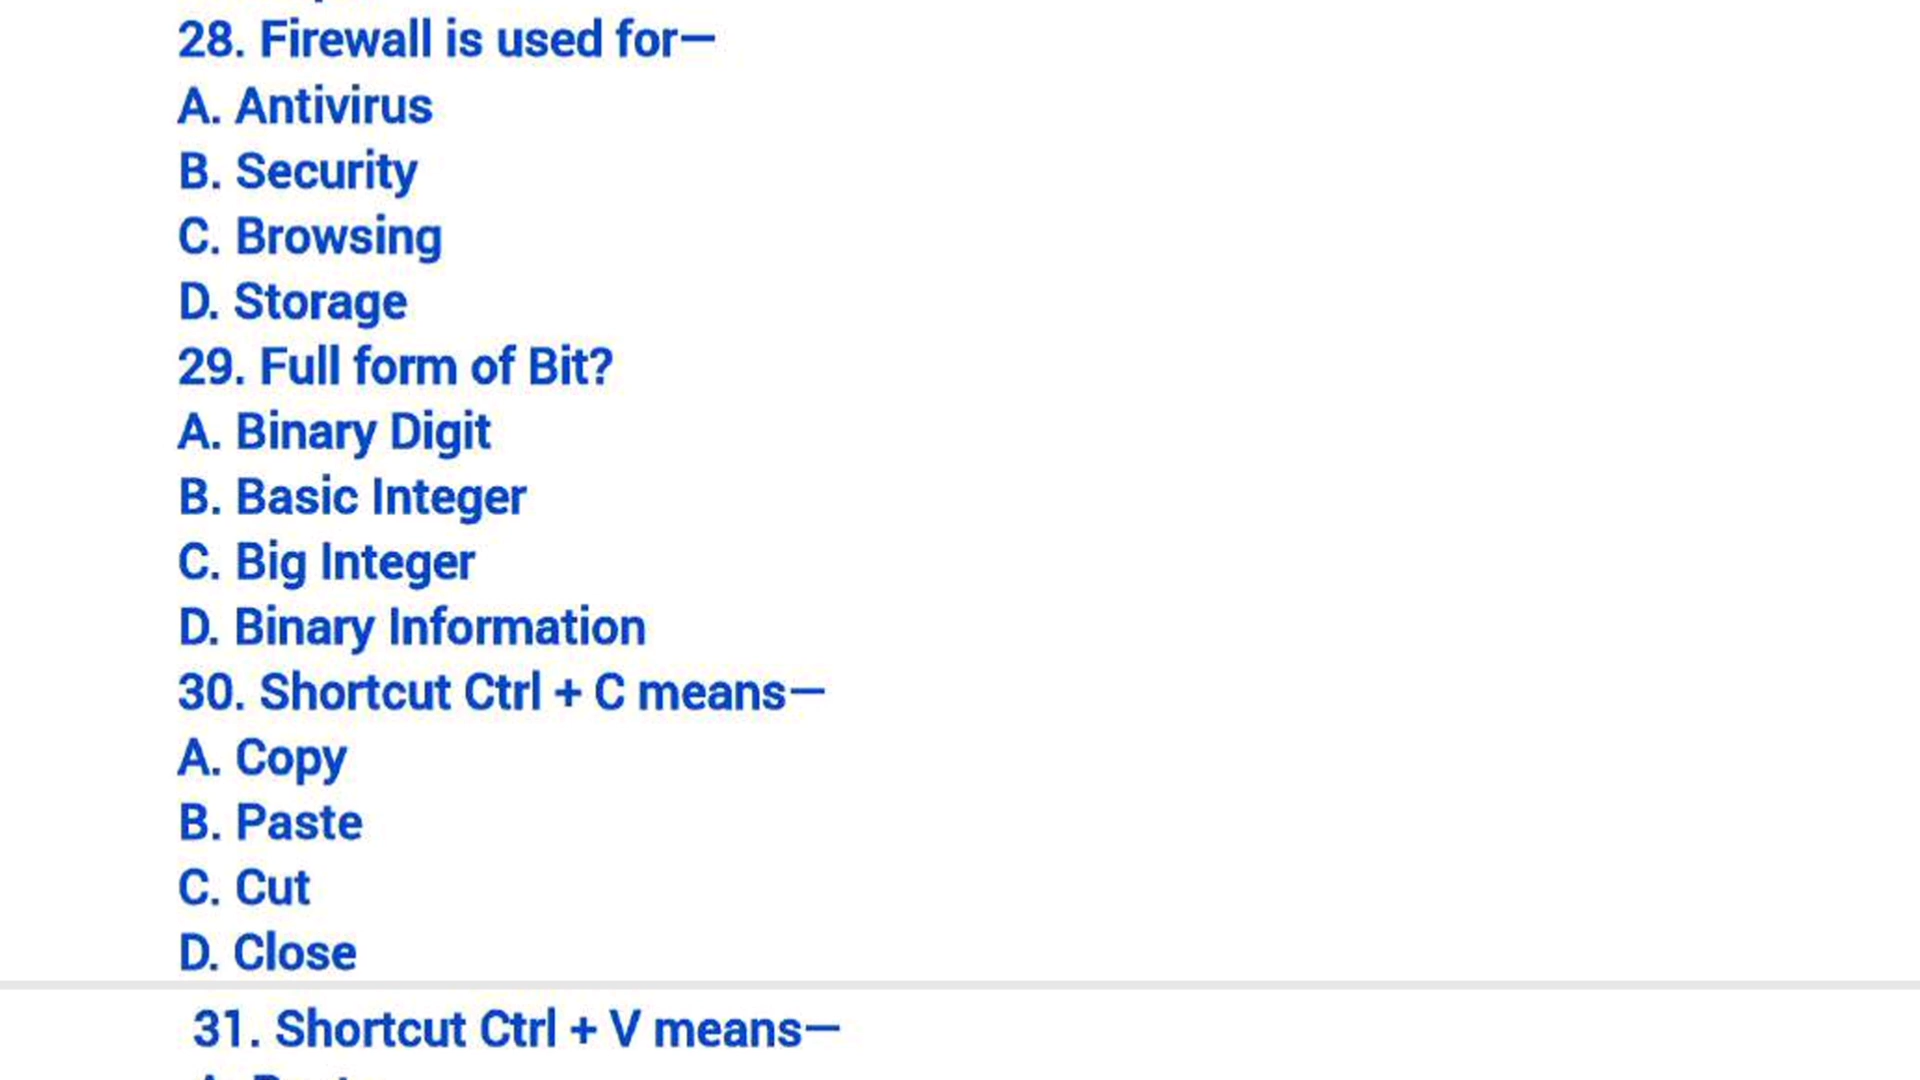 28. Firewall is used for—
A. Antivirus
B. Security
C. Browsing
D. Storage
29. Full form of Bit?
A. Binary Digit
B. Basic Integer
C. Big Integer
D. Binary Information
30. Shortcut Ctrl + C means—
A. Copy
B. Paste
C. Cut
D. Close
31. Shortcut Ctrl + V means—